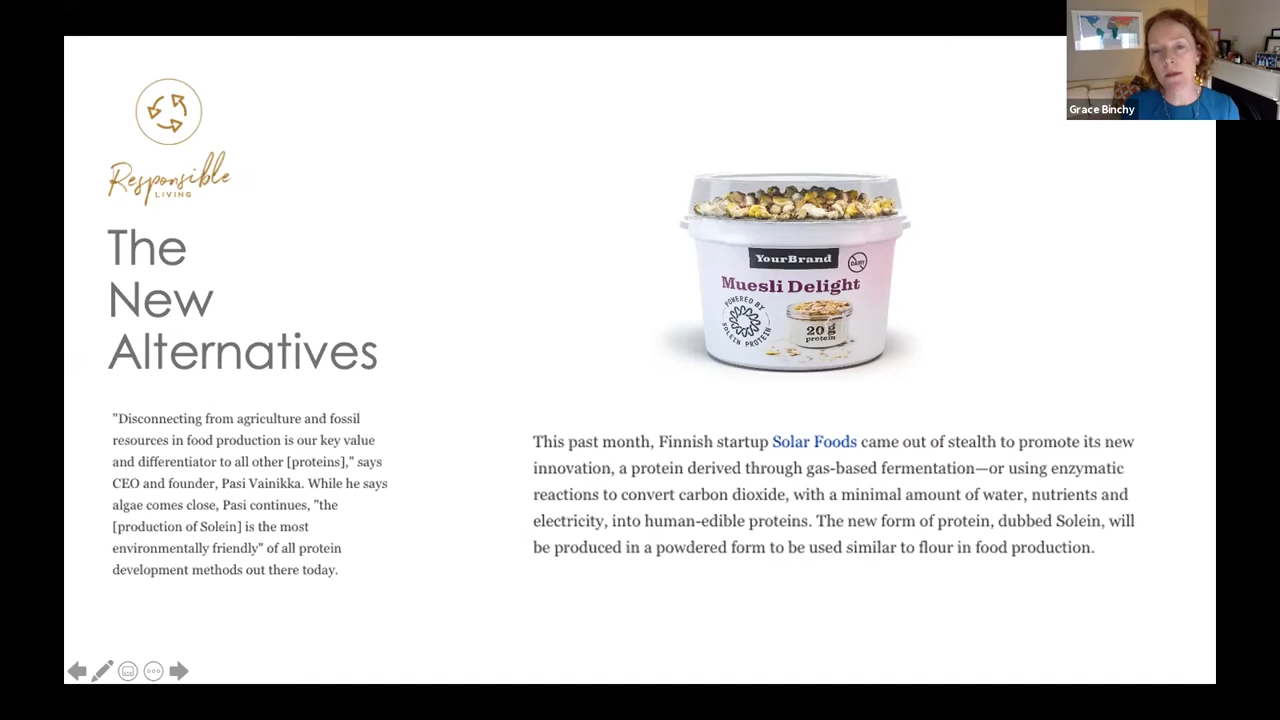 Grace Binchy
Responsible
LIVING
The
New
Alternatives
"Disconnecting from agriculture and fossil
resources in food production is our key value
and differentiator to all other [proteins]," says
CEO and founder, Pasi Vainikka. While he says
algae comes close, Pasi continues, "the
[production of Solein] is the most
environmentally friendly" of all protein
development methods out there today.
YourBrand
DAIRY
Muesli Delight
POWERED BY
SOLEIN PROTEIN
20 g
protein
This past month, Finnish startup Solar Foods came out of stealth to promote its new
innovation, a protein derived through gas-based fermentation—or using enzymatic
reactions to convert carbon dioxide, with a minimal amount of water, nutrients and
electricity, into human-edible proteins. The new form of protein, dubbed Solein, will
be produced in a powdered form to be used similar to flour in food production.